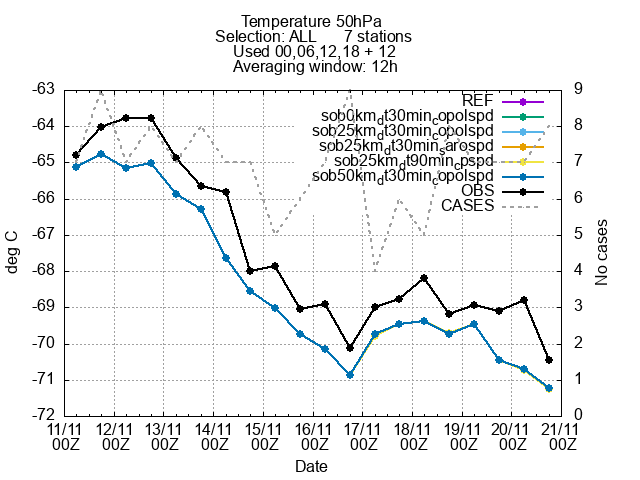 Temperature 50hPa
Selection: ALL 7 stations
Used 00,06,12,18 + 12
Averaging window: 12h
-63
-64
-65
-66
-67
-68
-69
-70
-71
-72
9
8
7
6
5
4
3
2
1
0
REF
sob0km_dt30min_copolspd
sob25km_dt30min_copolspd
sob25km_dt30min_sarspd
sob25km_dt90min_cpspd
sob50km_dt30min_copolspd
OBS
CASES
deg C
No cases
11/11 12/11 13/11 14/11 15/11 16/11 17/11 18/11 19/11 20/11 21/11
00Z 00Z 00Z 00Z 00Z 00Z 00Z 00Z 00Z 00Z 00Z
Date